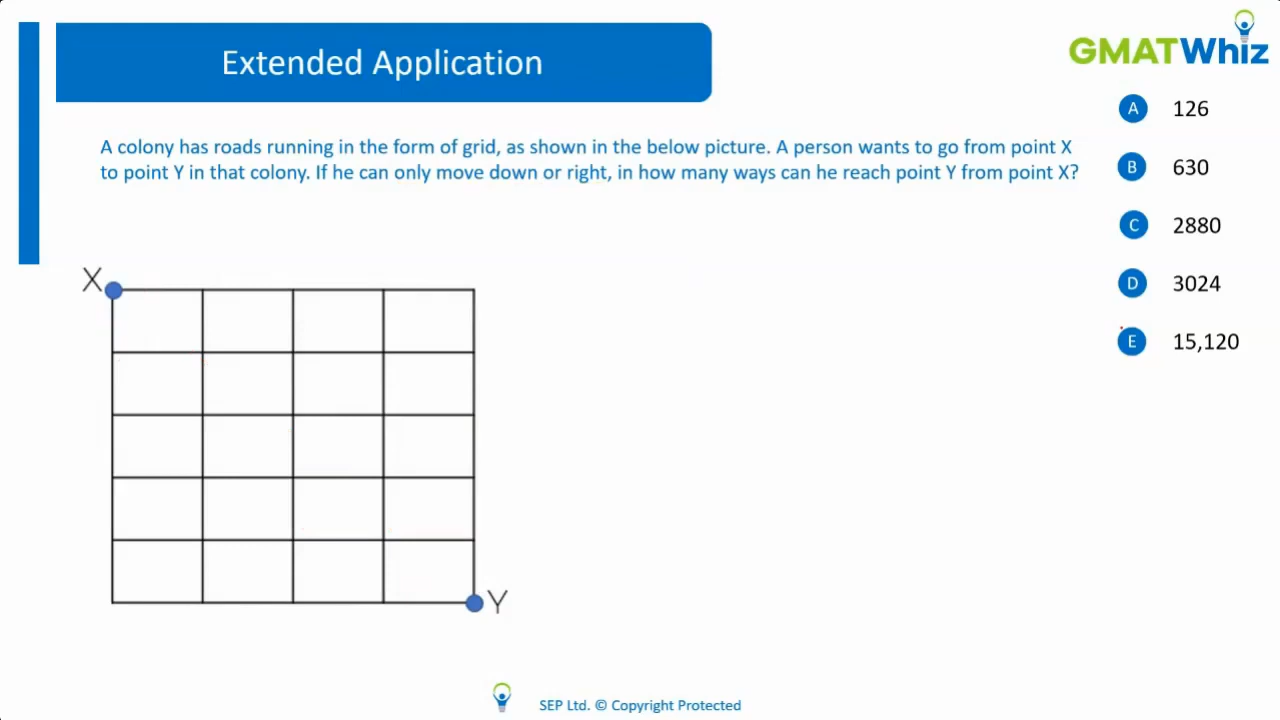 Extended Application
GMATWhiz
A colony has roads running in the form of grid, as shown in the below picture. A person wants to go from point X
to point Y in that colony. If he can only move down or right, in how many ways can he reach point Y from point X?
A 126
B 630
C 2880
D 3024
E 15,120
X
Y
SEP Ltd. © Copyright Protected